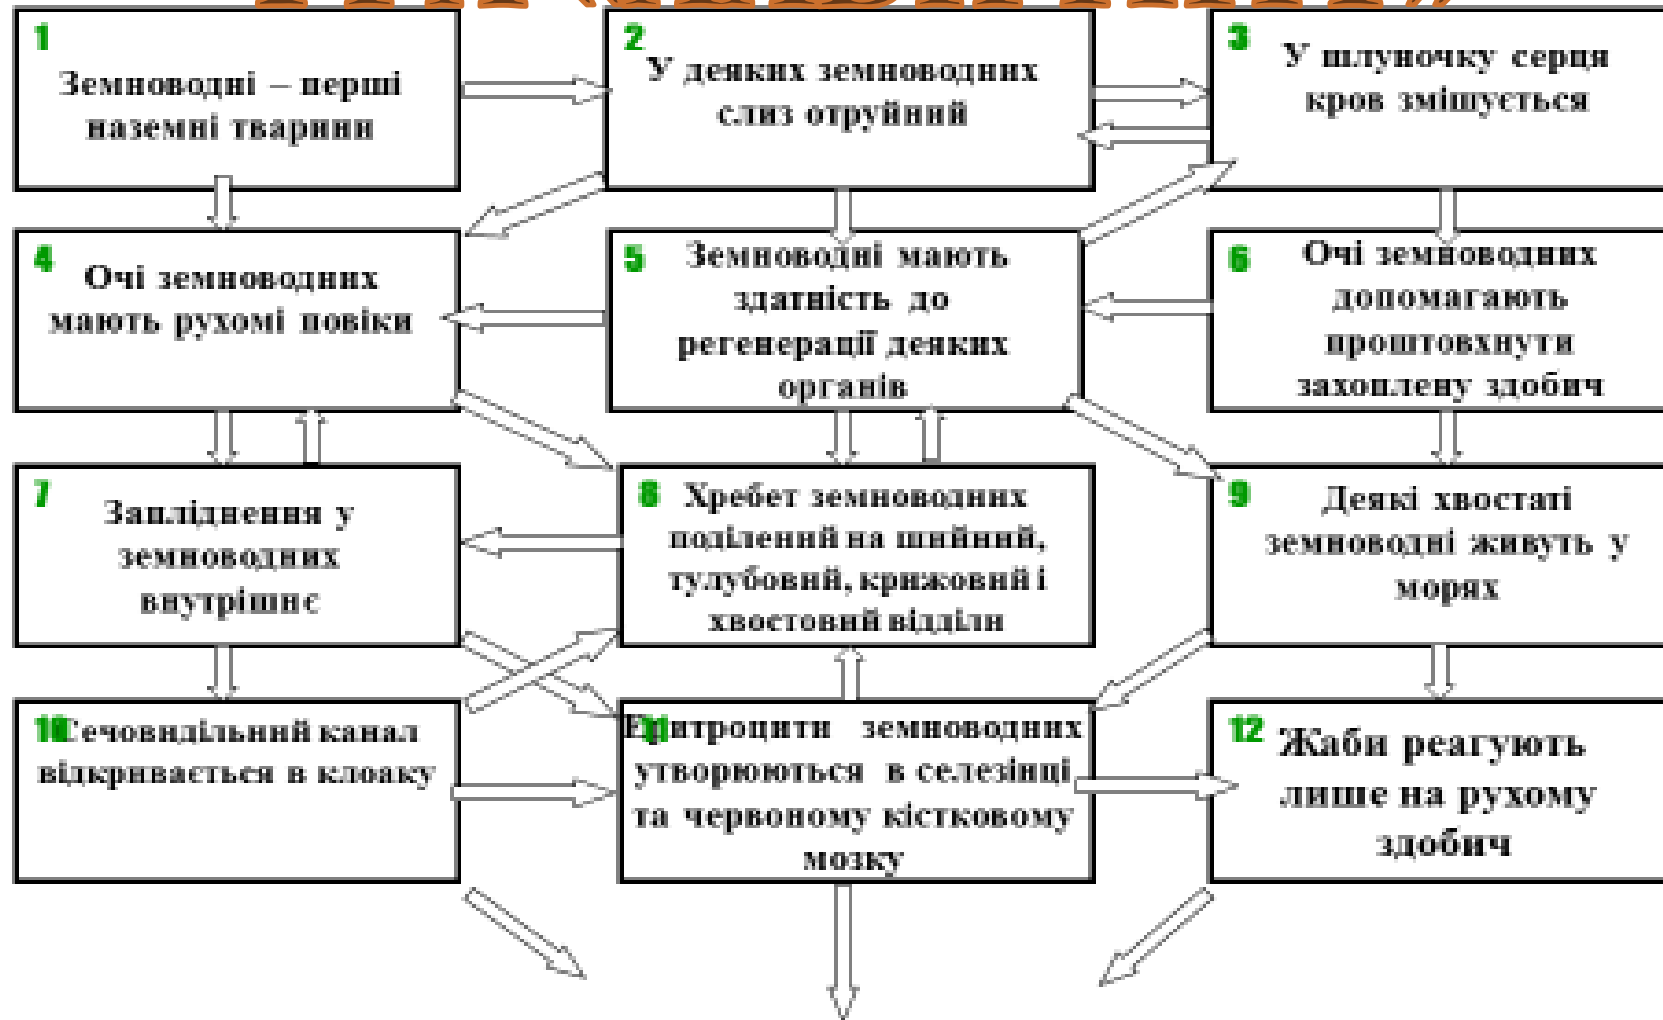 1
Земноводні – перші
наземні тварини
2
У деяких земноводних
слиз отруйний
3
У шлуночку серця
кров змішується
4
Очі земноводних
мають рухомі повіки
5
Земноводні мають
здатність до
регенерації деяких
органів
6
Очі земноводних
допомагають
проштовхнути
захоплену здобич
7
Запліднення у
земноводних
внутрішнє
8
Хребет земноводних
поділений на шийний,
тулубовий, крижовий і
хвостовий відділи
9
Деякі хвостаті
земноводні живуть у
морях
10
Сечовидільний канал
відкривається в клоаку
11
Еритроцити земноводних
утворюються в селезінці
та червоному кістковому
мозку
12
Жаби реагують
лише на рухому
здобич